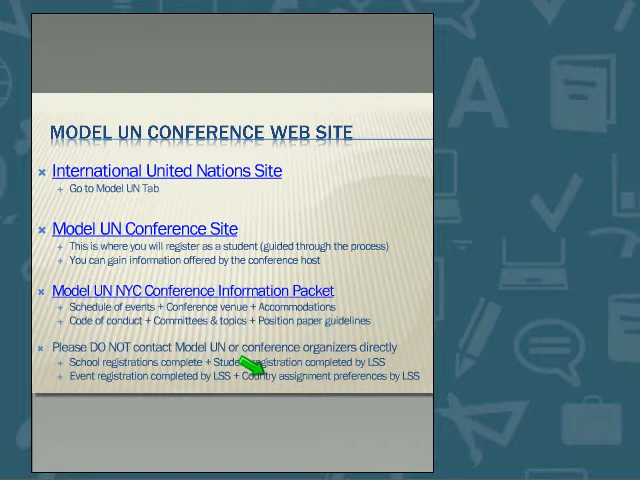 MODEL UN CONFERENCE WEB SITE
International United Nations Site
Go to Model UN Tab
Model UN Conference Site
This is where you will register as a student (guided through the process)
You can gain information offered by the conference host
Model UN NYC Conference Information Packet
Schedule of events + Conference venue + Accommodations
Code of conduct + Committees & topics + Position paper guidelines
Please DO NOT contact Model UN or conference organizers directly
School registrations complete + Student registration completed by LSS
Event registration completed by LSS + Country assignment preferences by LSS